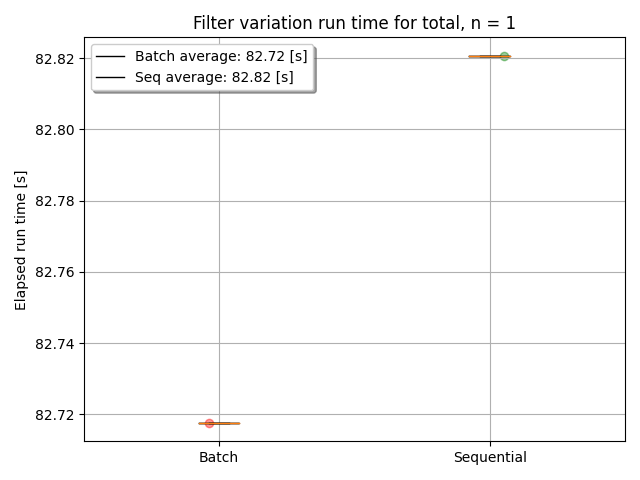 Filter variation run time for total, n = 1
Batch average: 82.72 [s]
Seq average: 82.82 [s]
Elapsed run time [s]
82.82
82.80
82.78
82.76
82.74
82.72
Batch
Sequential